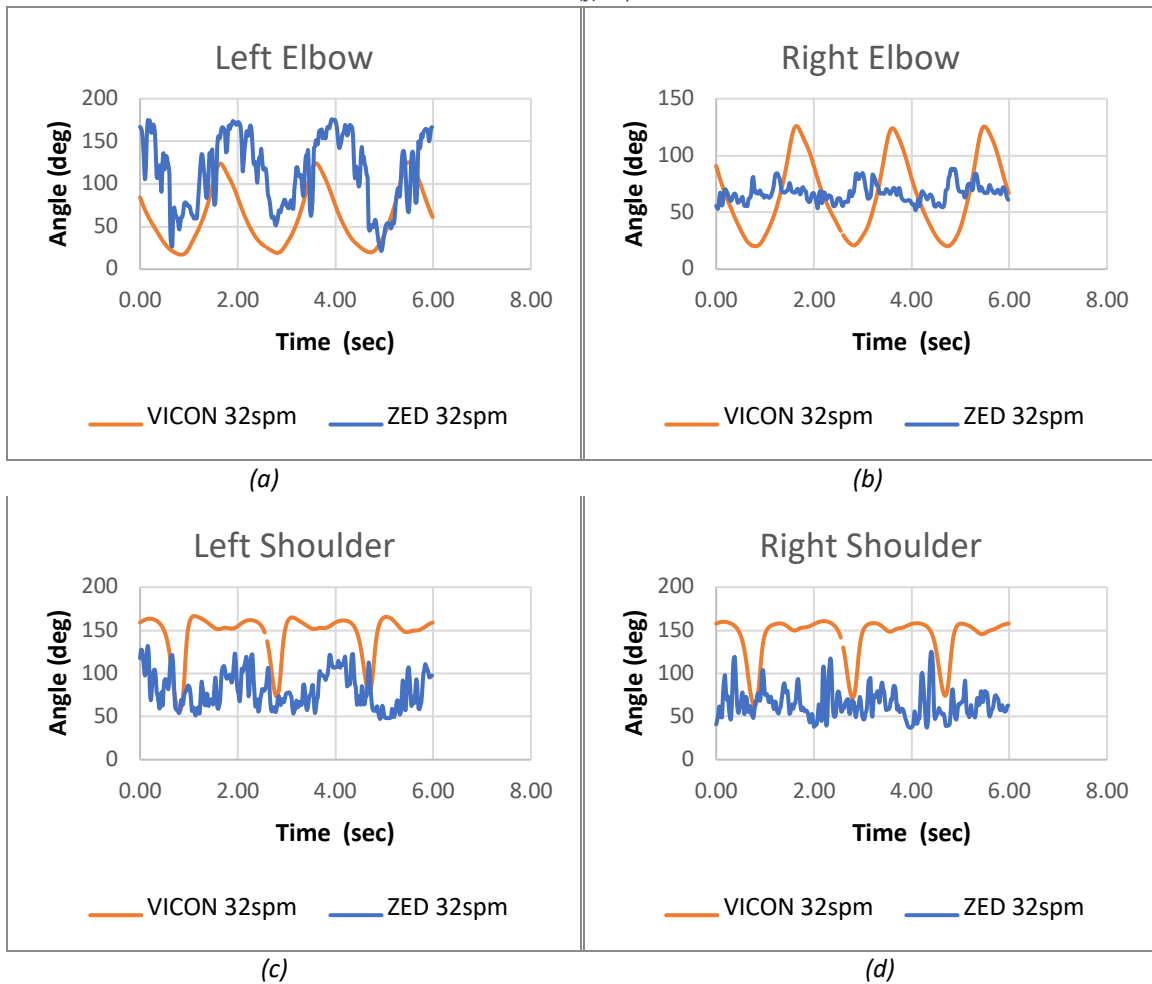 Left Elbow
200
150
100
50
0
Angle (deg)
0.00 2.00 4.00 6.00 8.00
Time (sec)
VICON 32spm ZED 32spm
(a)
Right Elbow
150
100
50
0
Angle (deg)
0.00 2.00 4.00 6.00 8.00
Time (sec)
VICON 32spm ZED 32spm
(b)
Left Shoulder
200
150
100
50
0
Angle (deg)
0.00 2.00 4.00 6.00 8.00
Time (sec)
VICON 32spm ZED 32spm
(c)
Right Shoulder
200
150
100
50
0
Angle (deg)
0.00 2.00 4.00 6.00 8.00
Time (sec)
VICON 32spm ZED 32spm
(d)